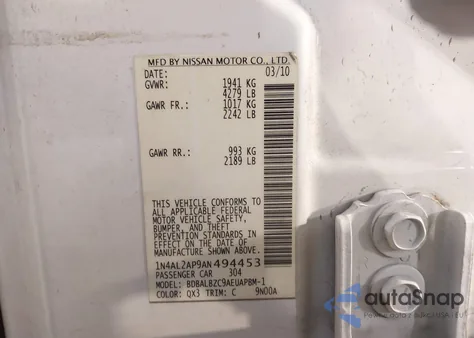 MFD BY NISSAN MOTOR CO., LTD.
DATE: 03/10
GVWR: 1941 KG
4279 LB
GAWR FR.: 1017 KG
2242 LB
GAWR RR.: 993 KG
2189 LB
THIS VEHICLE CONFORMS TO
ALL APPLICABLE FEDERAL
MOTOR VEHICLE SAFETY,
BUMPER, AND THEFT
PREVENTION STANDARDS IN
EFFECT ON THE DATE OF
MANUFACTURE SHOWN ABOVE.
1N4AL2AP9AN494453
PASSENGER CAR 304
MODEL: BDBALBZC9AEUAPBM-1
COLOR: QX3 TRIM: C 9N00A
autoSnap